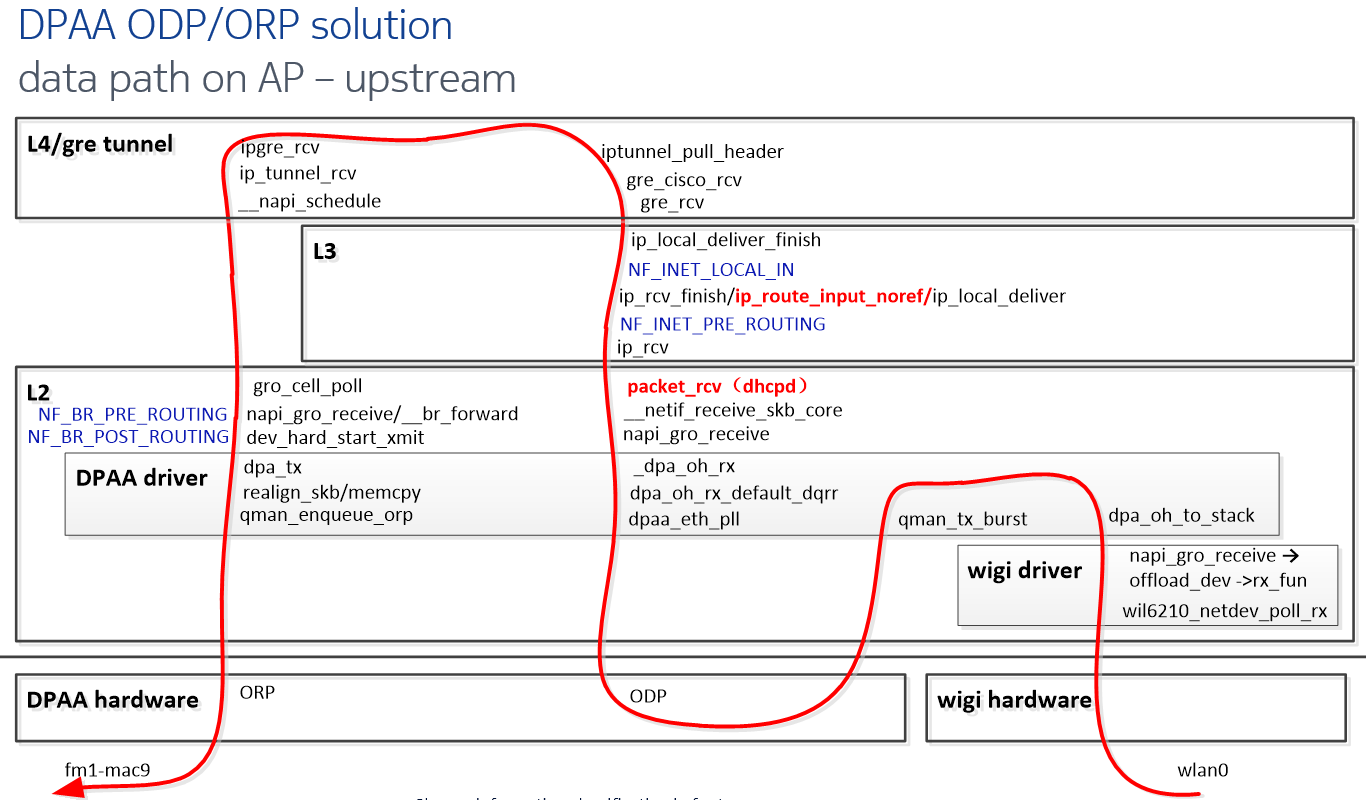 DPAA ODP/ORP solution
data path on AP – upstream
L4/gre tunnel
ipgre_rcv
ip_tunnel_rcv
__napi_schedule
iptunnel_pull_header
gre_cisco_rcv
gre_rcv
L3
ip_local_deliver_finish
NF_INET_LOCAL_IN
ip_rcv_finish/ip_route_input_noref/ip_local_deliver
NF_INET_PRE_ROUTING
ip_rcv
L2
NF_BR_PRE_ROUTING
NF_BR_POST_ROUTING
gro_cell_poll
napi_gro_receive/__br_forward
dev_hard_start_xmit
packet_rcv（dhcpd）
__netif_receive_skb_core
napi_gro_receive
DPAA driver
dpa_tx
realign_skb/memcpy
qman_enqueue_orp
_dpa_oh_rx
dpa_oh_rx_default_dqrr
dpaa_eth_pll
qman_tx_burst
dpa_oh_to_stack
wigi driver
napi_gro_receive →
offload_dev ->rx_fun
wil6210_netdev_poll_rx
DPAA hardware
ORP
ODP
wigi hardware
fm1-mac9
wlan0